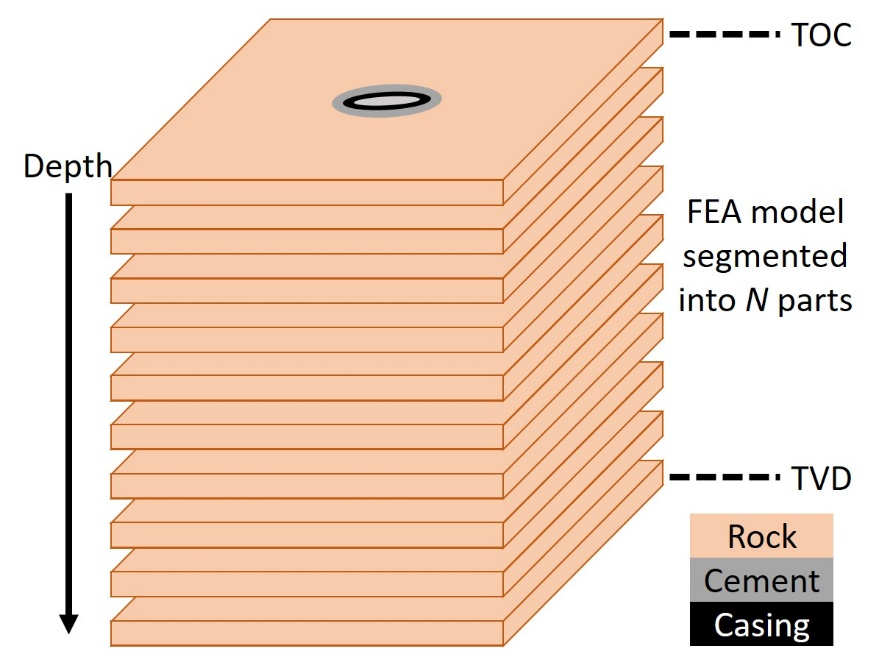 TOC
Depth
FEA model
segmented
into N parts
TVD
Rock
Cement
Casing